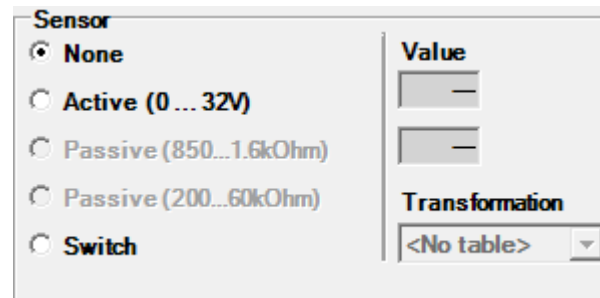 Sensor
None
Active (0 ... 32V)
Passive (850...1.6kOhm)
Passive (200...60kOhm)
Switch
Value
—
—
Transformation
<No table>